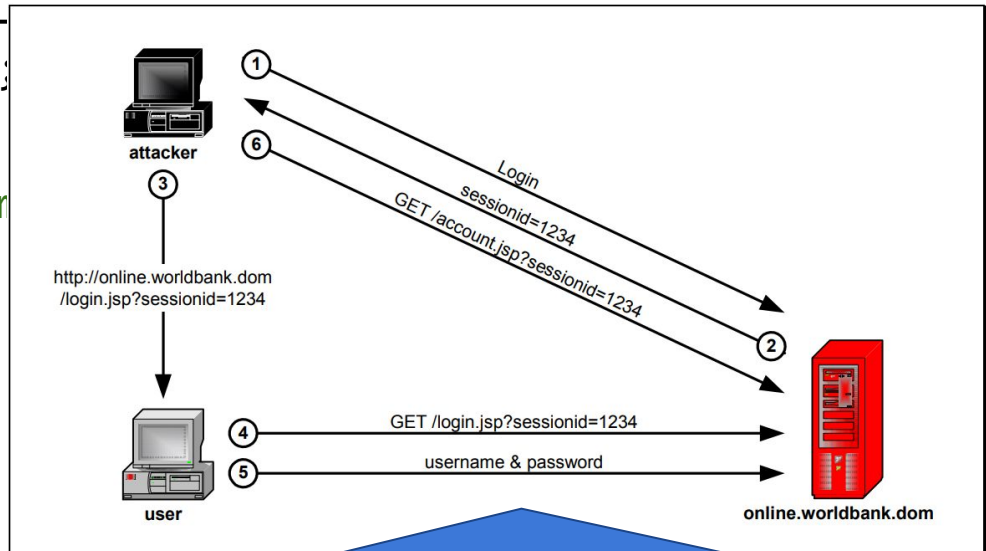 1
attacker
6
3
Login
sessionid=1234
GET /account.jsp?sessionid=1234
http://online.worldbank.dom
/login.jsp?sessionid=1234
2
4
GET /login.jsp?sessionid=1234
5
username & password
user
online.worldbank.dom